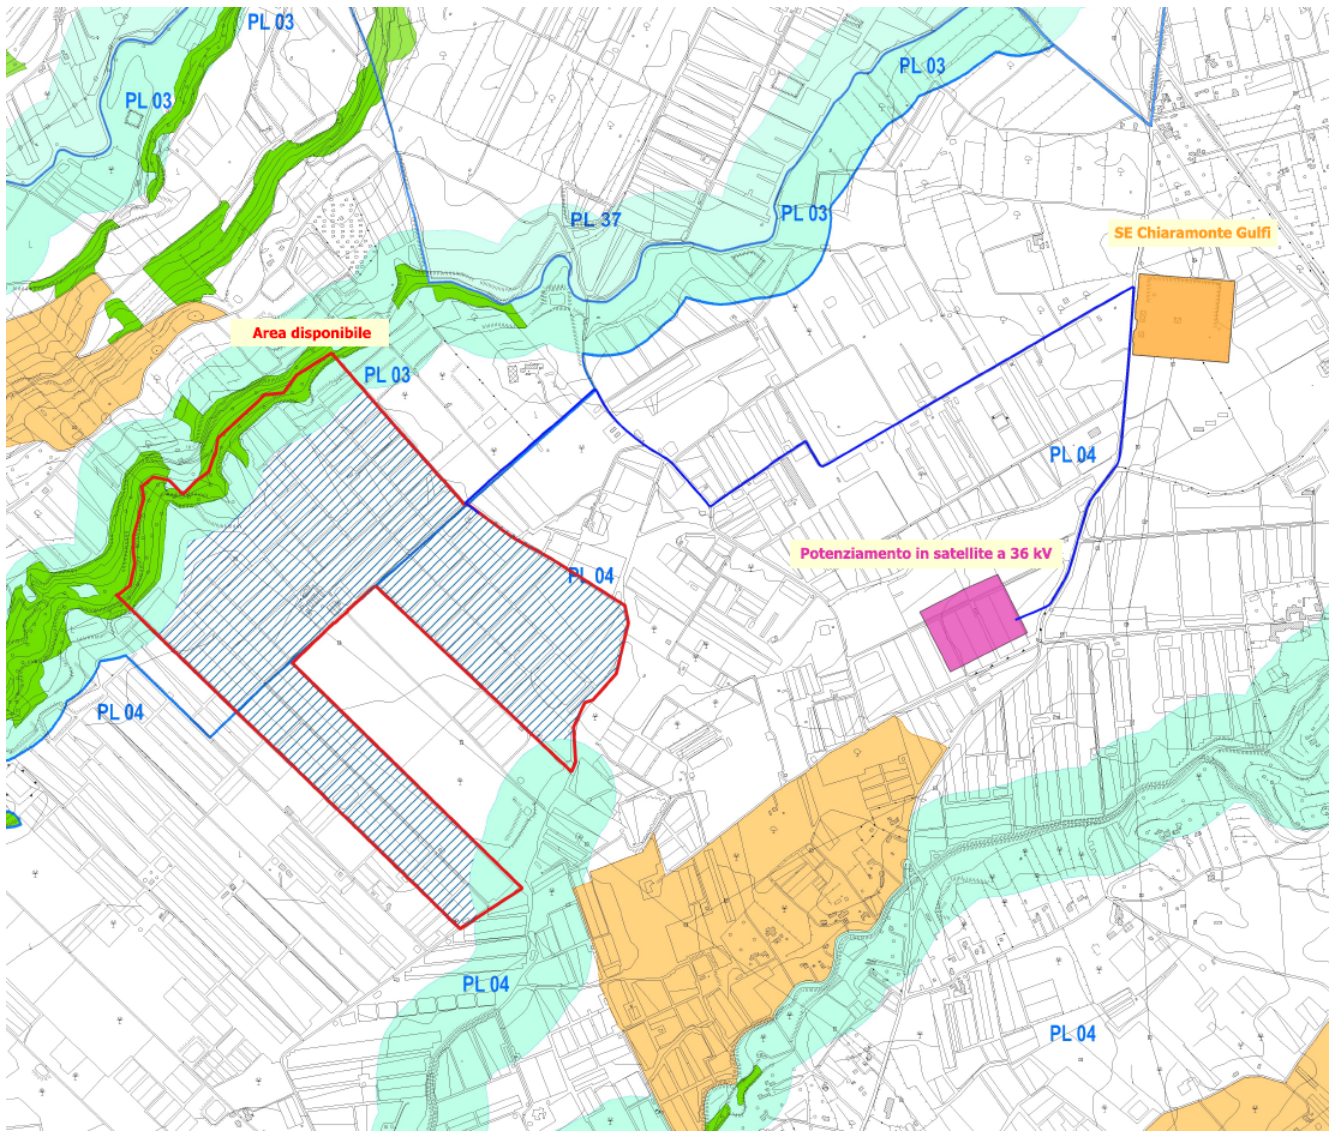 PL 03
PL 03
PL 03
PL 03
PL 37
SE Chiaramonte Gulfi
Area disponibile
PL 03
PL 04
Potenziamento in satellite a 36 kV
PL 04
PL 04
PL 04
PL 04